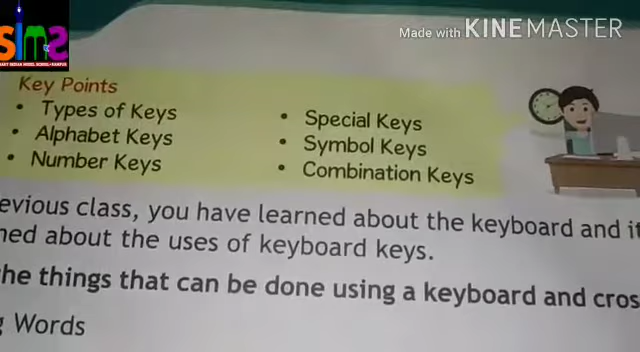 Made with KINEMASTER
SIMS
Key Points
• Types of Keys
• Alphabet Keys
• Number Keys
• Special Keys
• Symbol Keys
• Combination Keys
evious class, you have learned about the keyboard and it
ned about the uses of keyboard keys.
he things that can be done using a keyboard and cros
g Words